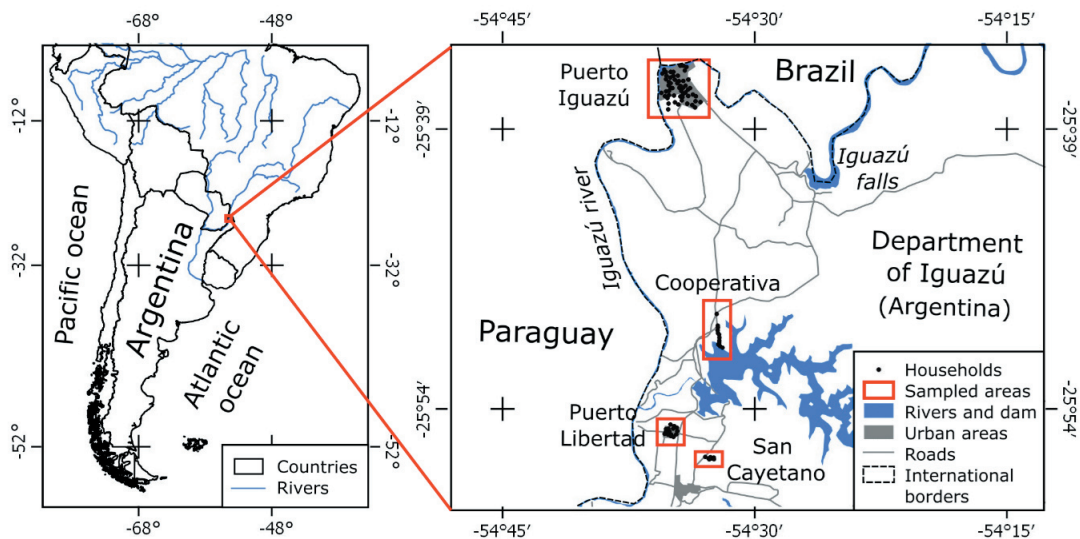 -68°
-48°
-12°
-12°
-32°
-32°
-52°
-52°
Pacific ocean
Argentina
Atlantic
ocean
Countries
Rivers
-68°
-48°
-54°45′
-54°30′
-54°15′
Puerto
Iguazú
Brazil
-25°39′
-25°39′
Iguazú
falls
Iguazú river
Department
of Iguazú
(Argentina)
Cooperativa
Paraguay
Households
Sampled areas
Rivers and dam
Urban areas
Roads
International
borders
-25°54′
-25°54′
Puerto
Libertad
San
Cayetano
-54°45′
-54°30′
-54°15′